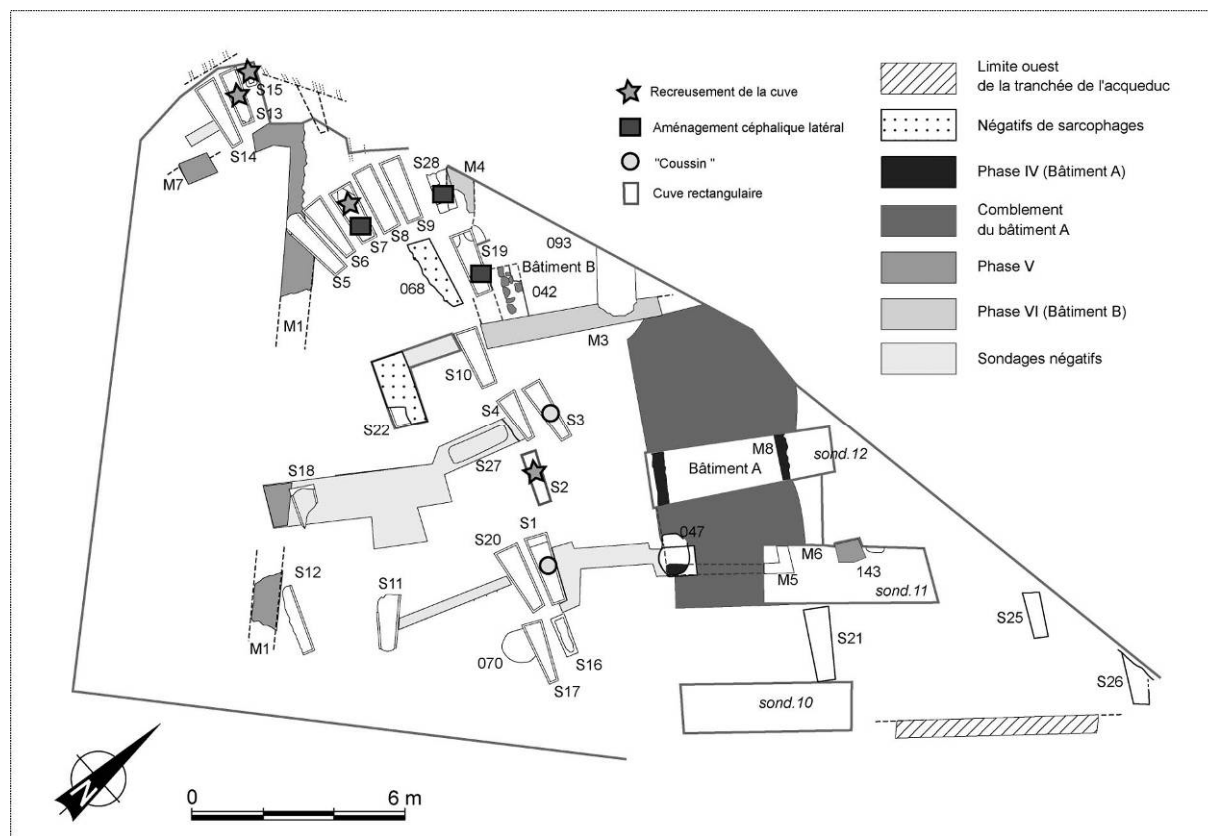 S15
S13
S14
M7
S28
M4
S9
S8
S7
S6
S5
068
S19
093
Bâtiment B
042
M1
M3
S10
S22
S4
S3
S27
S2
S18
M8
sond.12
Bâtiment A
S1
S20
047
M6
M5
143
sond.11
S12
S11
M1
070
S16
S17
S21
S25
S26
sond.10
N
0
6 m
Recreusement de la cuve
Aménagement céphalique latéral
"Coussin "
Cuve rectangulaire
Limite ouest
de la tranchée de l'acqueduc
Négatifs de sarcophages
Phase IV (Bâtiment A)
Comblement
du bâtiment A
Phase V
Phase VI (Bâtiment B)
Sondages négatifs